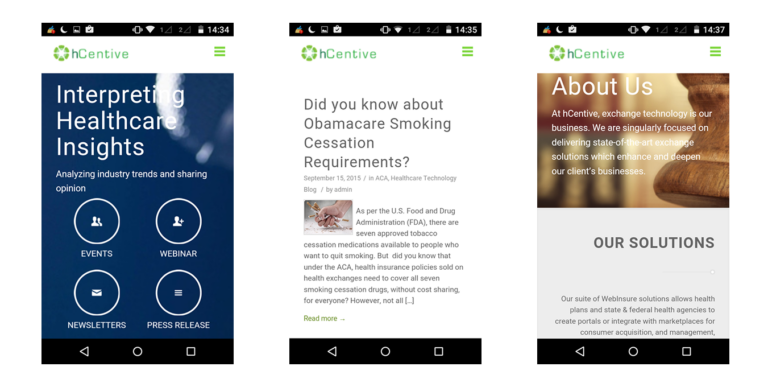 14:34
hCentive
Interpreting
Healthcare
Insights
Analyzing industry trends and sharing
opinion
EVENTS
WEBINAR
NEWSLETTERS
PRESS RELEASE
14:35
hCentive
Did you know about
Obamacare Smoking
Cessation
Requirements?
September 15, 2015 / in ACA, Healthcare Technology
Blog / by admin
As per the U.S. Food and Drug
Administration (FDA), there are
seven approved tobacco
cessation medications available to people who
want to quit smoking. But did you know that
under the ACA, health insurance policies sold on
health exchanges need to cover all seven
smoking cessation drugs, without cost sharing,
for everyone? However, not all [...]
Read more →
14:37
hCentive
About Us
At hCentive, exchange technology is our
business. We are singularly focused on
delivering state-of-the-art exchange
solutions which enhance and deepen
our client's businesses.
OUR SOLUTIONS
Our suite of WebInsure solutions allows health
plans and state & federal health agencies to
create portals or integrate with marketplaces for
consumer acquisition, and management,